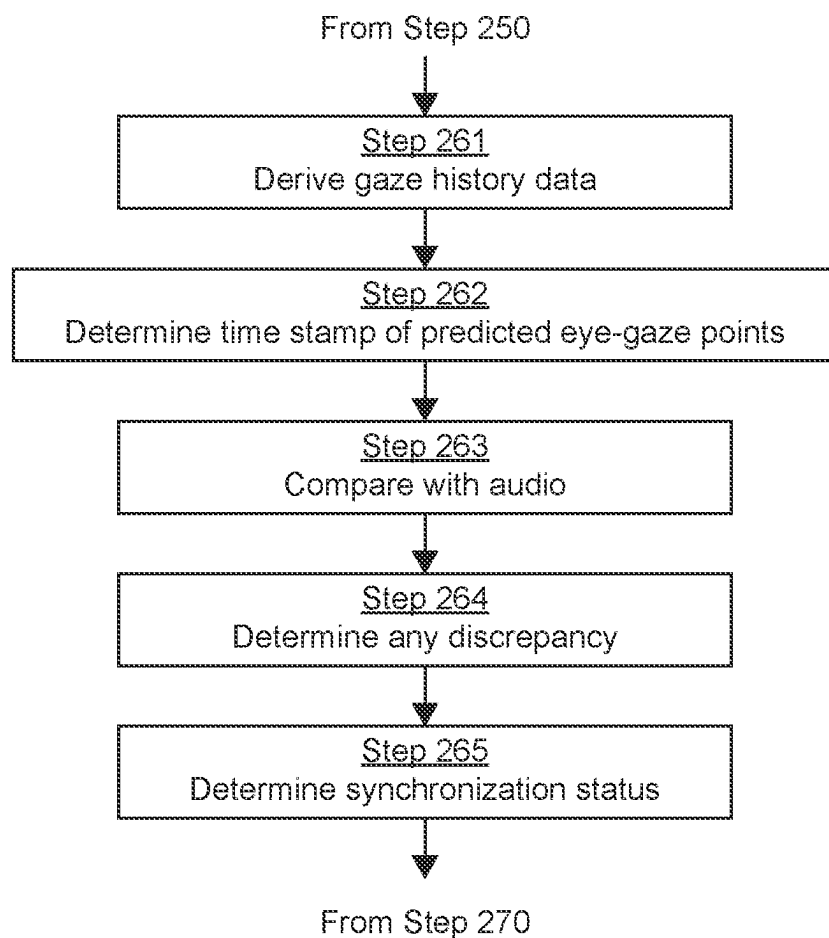 From Step 250
Step 261
Derive gaze history data
Step 262
Determine time stamp of predicted eye-gaze points
Step 263
Compare with audio
Step 264
Determine any discrepancy
Step 265
Determine synchronization status
From Step 270